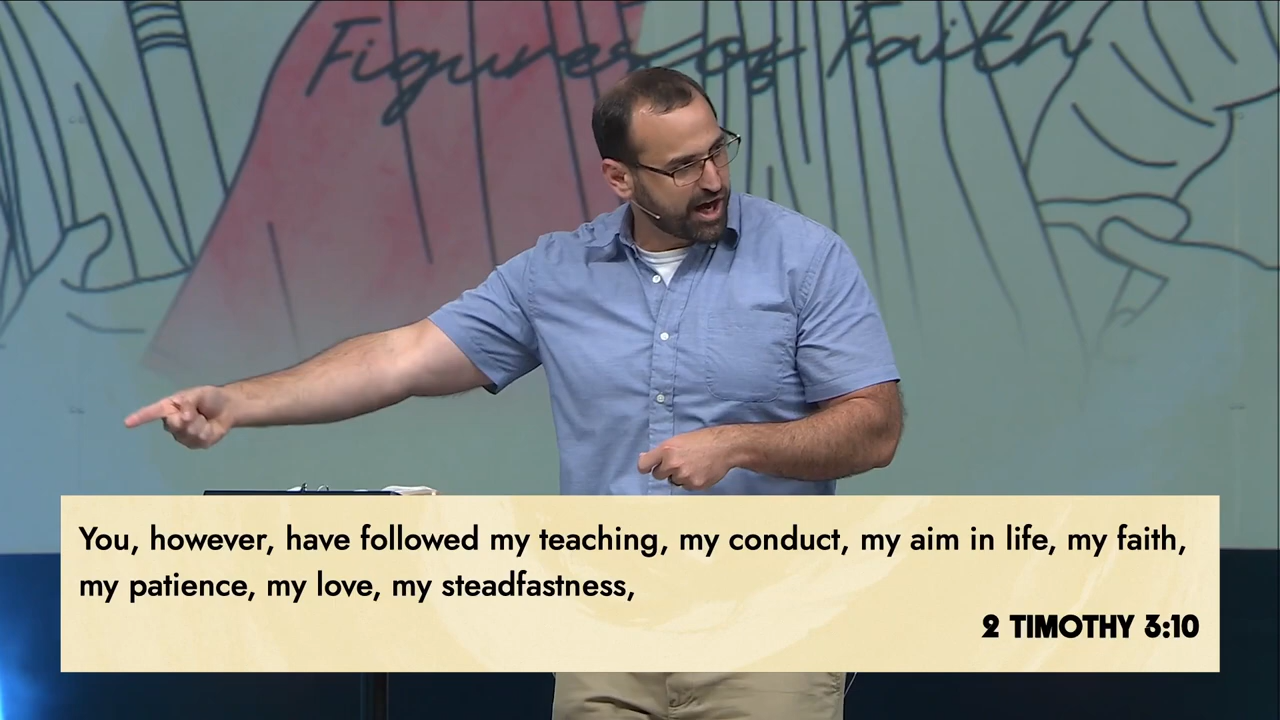 Figures of Faith
You, however, have followed my teaching, my conduct, my aim in life, my faith,
my patience, my love, my steadfastness,
2 TIMOTHY 3:10